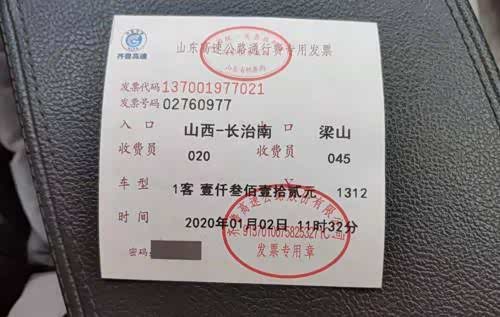 齐鲁高速
山东高速公路通行费专用发票
发票代码 137001977021
发票号码 02760977
入口 山西-长治南 出口 梁山
收费员 020 收费员 045
车型 1客 壹仟叁佰壹拾贰元 ¥ 1312
时间 2020年01月02日 11时32分
密码:
发票专用章